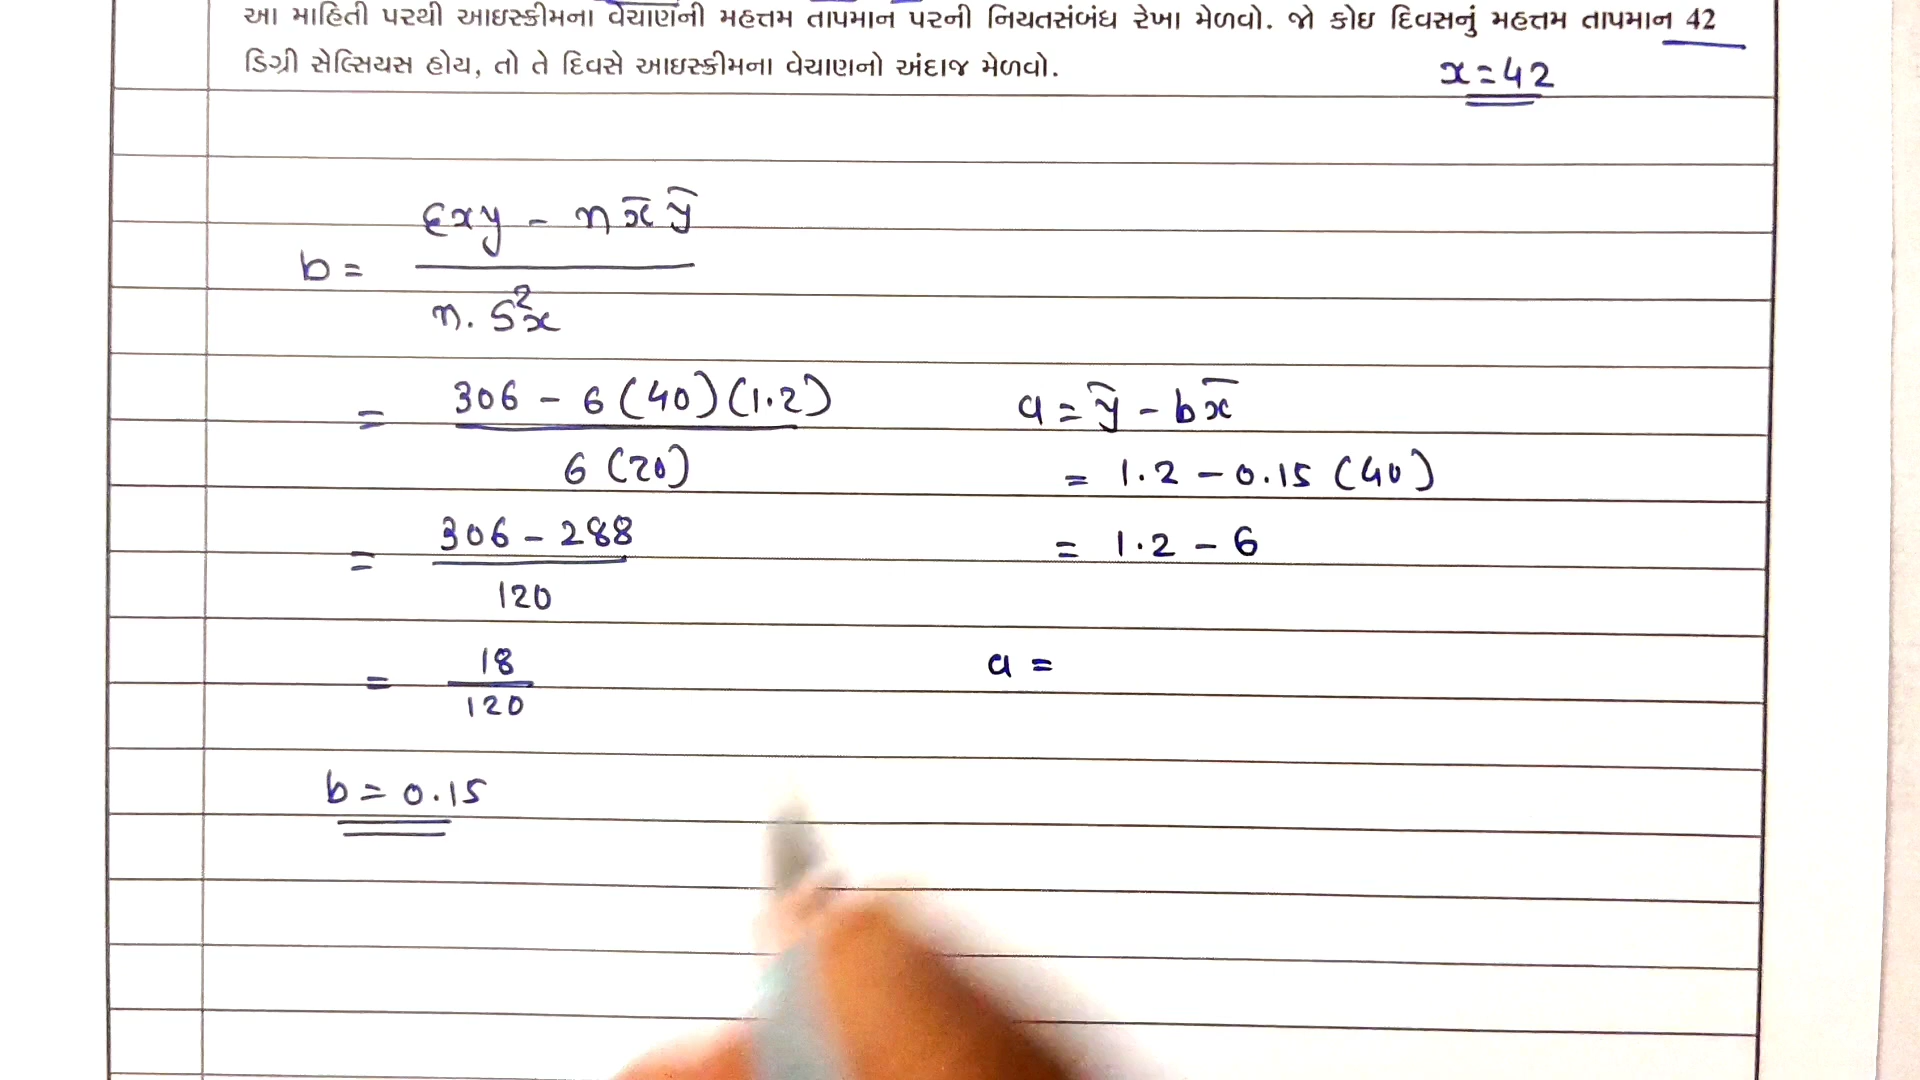 આ માહિતી પરથી આઇસ્ક્રીમના વેચાણની મહત્તમ તાપમાન પરની નિયતસંબંધ રેખા મેળવો. જો કોઇ દિવસનું મહત્તમ તાપમાન 42
ડિગ્રી સેલ્સિયસ હોય, તો તે દિવસે આઇસ્ક્રીમના વેચાણનો અંદાજ મેળવો.
x = 42
Σxy - n x̄ ȳ
b =
n. S²x
= 306 - 6 (40) (1.2)
6 (20)
= 306 - 288
120
= 18
120
b = 0.15
a = ȳ - b x̄
= 1.2 - 0.15 (40)
= 1.2 - 6
a =